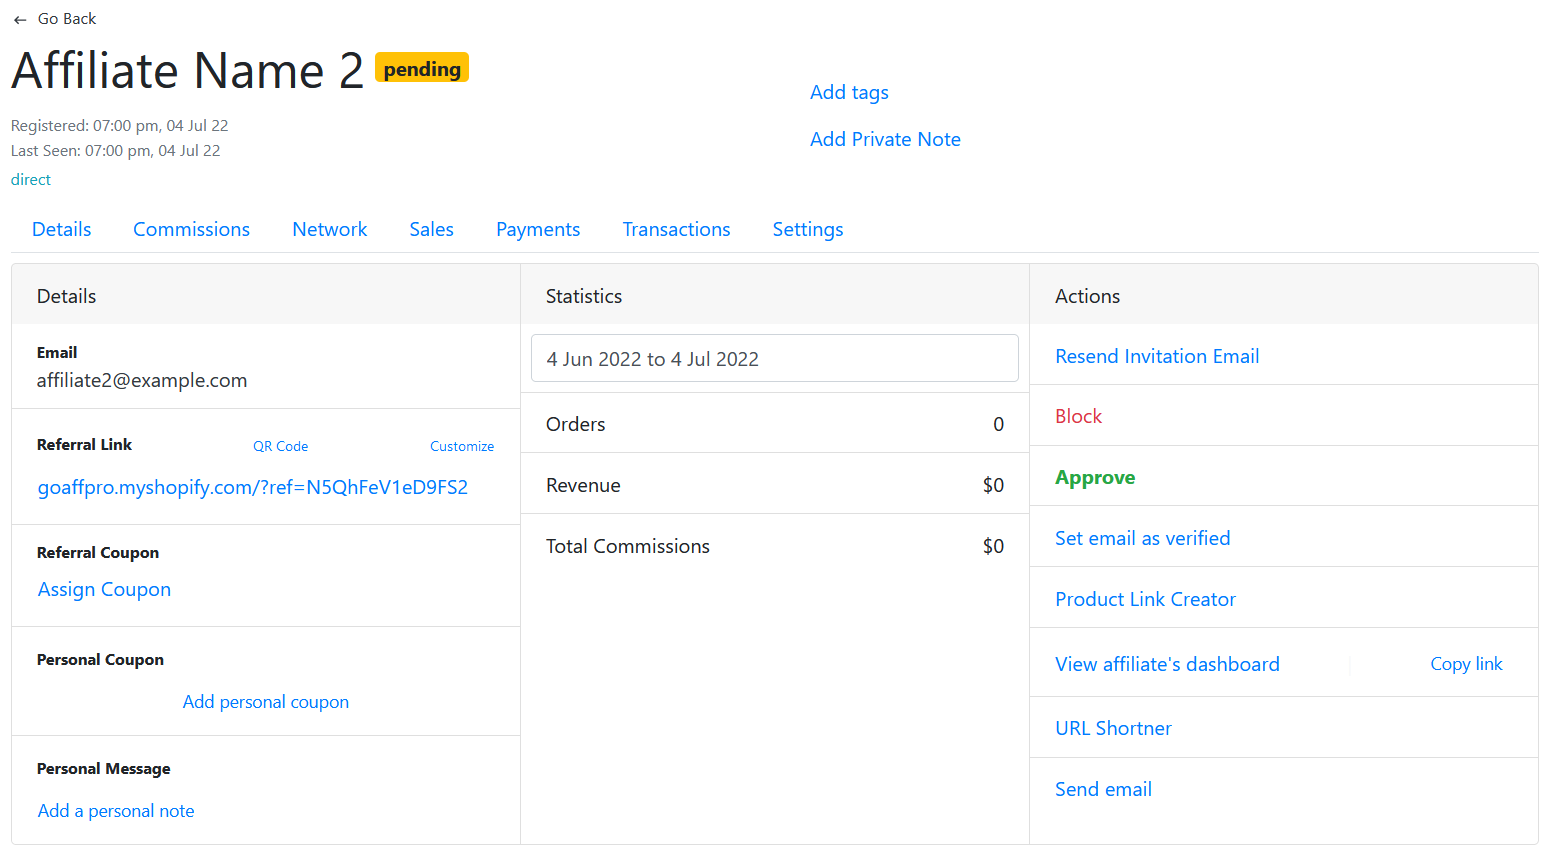 ← Go Back
Affiliate Name 2 pending
Registered: 07:00 pm, 04 Jul 22
Last Seen: 07:00 pm, 04 Jul 22
direct
Add tags
Add Private Note
Details Commissions Network Sales Payments Transactions Settings
Details
Email
affiliate2@example.com
Referral Link QR Code Customize
goaffpro.myshopify.com/?ref=N5QhFeV1eD9FS2
Referral Coupon
Assign Coupon
Personal Coupon
Add personal coupon
Personal Message
Add a personal note
Statistics
4 Jun 2022 to 4 Jul 2022
Orders 0
Revenue $0
Total Commissions $0
Actions
Resend Invitation Email
Block
Approve
Set email as verified
Product Link Creator
View affiliate's dashboard Copy link
URL Shortner
Send email